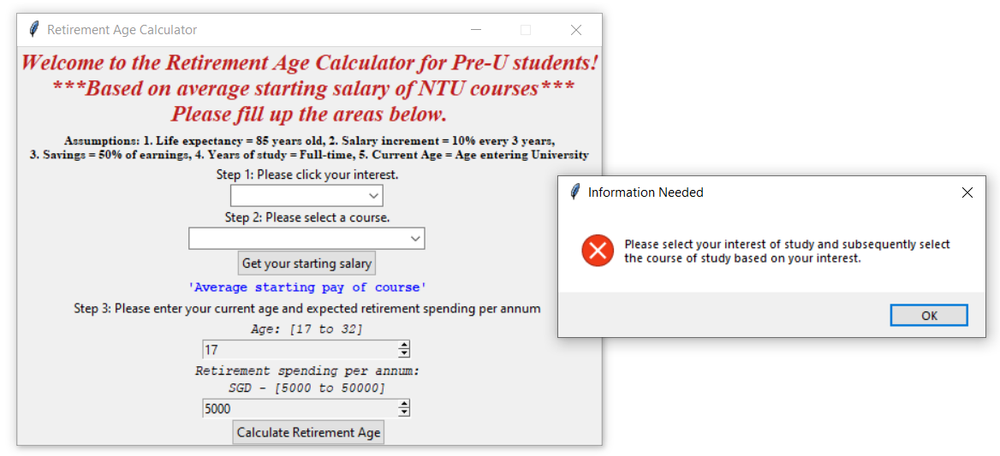 Retirement Age Calculator
Welcome to the Retirement Age Calculator for Pre-U students!
***Based on average starting salary of NTU courses***
Please fill up the areas below.
Assumptions: 1. Life expectancy = 85 years old, 2. Salary increment = 10% every 3 years,
3. Savings = 50% of earnings, 4. Years of study = Full-time, 5. Current Age = Age entering University
Step 1: Please click your interest.
Step 2: Please select a course.
Get your starting salary
'Average starting pay of course'
Step 3: Please enter your current age and expected retirement spending per annum
Age: [17 to 32]
17
Retirement spending per annum:
SGD - [5000 to 50000]
5000
Calculate Retirement Age
Information Needed
Please select your interest of study and subsequently select
the course of study based on your interest.
OK